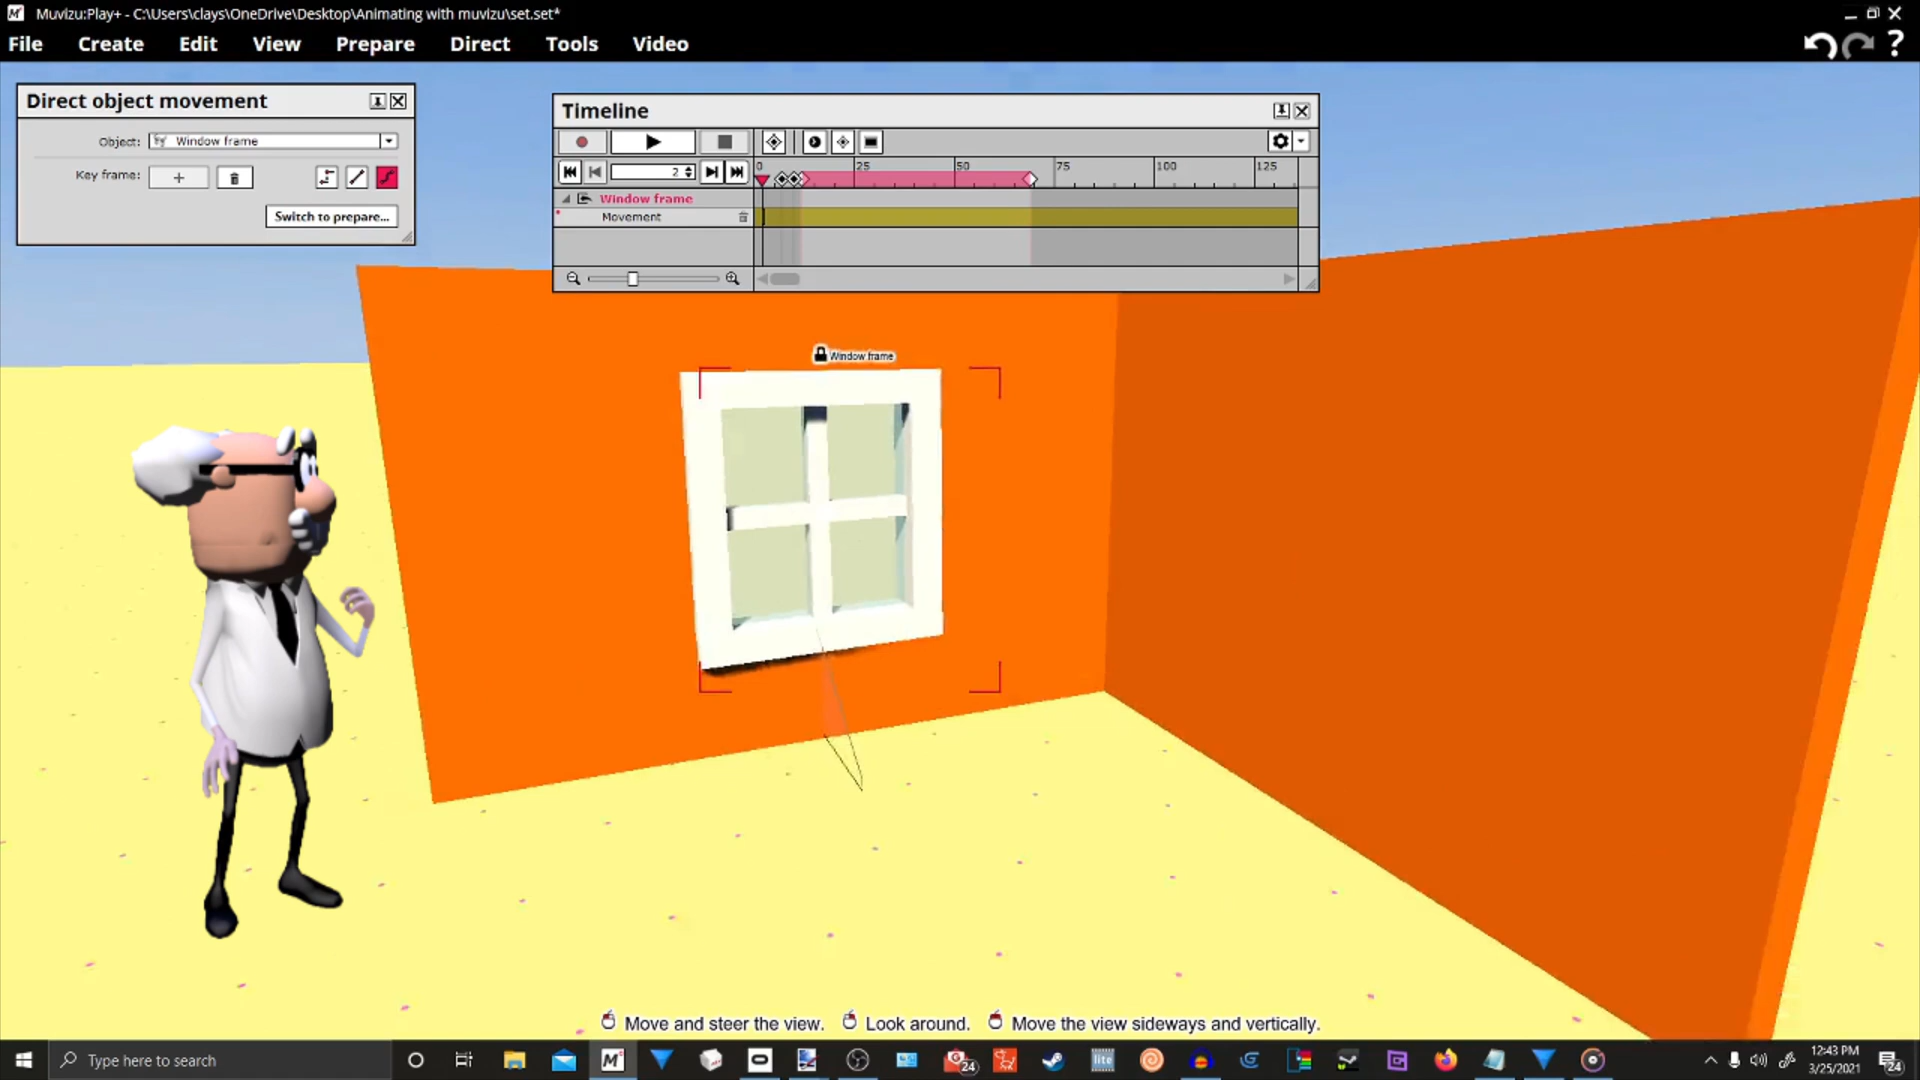 Muvizu:Play+ - C:\Users\clays\OneDrive\Desktop\Animating with muvizu\set.set*
File Create Edit View Prepare Direct Tools Video ?
Direct object movement
Object: Window frame
Key frame: +
Switch to prepare...
Timeline
2
0 25 50 75 100 125
Window frame
Movement
Window frame
Move and steer the view. Look around. Move the view sideways and vertically.
Type here to search
M
24
lite
12:43 PM
3/25/2021
24